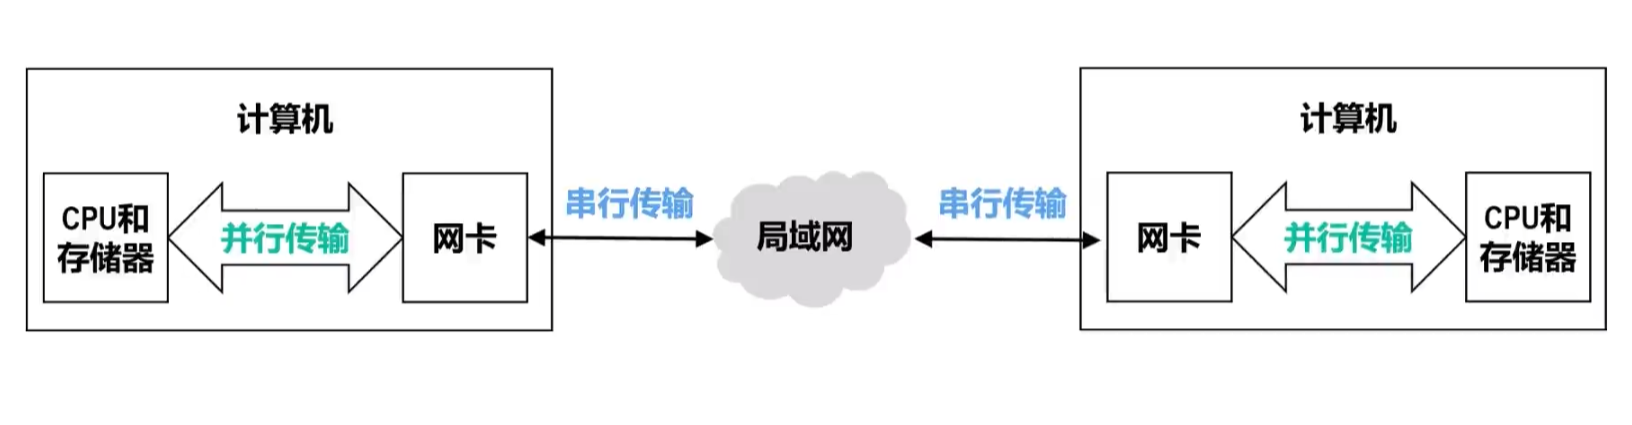 计算机
CPU和
存储器
并行传输
网卡
串行传输
局域网
串行传输
计算机
网卡
并行传输
CPU和
存储器